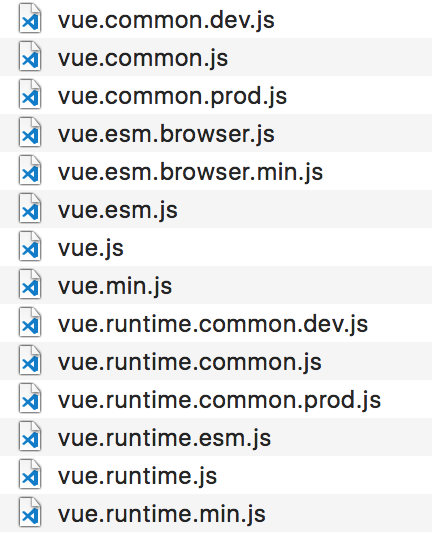 vue.common.dev.js
vue.common.js
vue.common.prod.js
vue.esm.browser.js
vue.esm.browser.min.js
vue.esm.js
vue.js
vue.min.js
vue.runtime.common.dev.js
vue.runtime.common.js
vue.runtime.common.prod.js
vue.runtime.esm.js
vue.runtime.js
vue.runtime.min.js